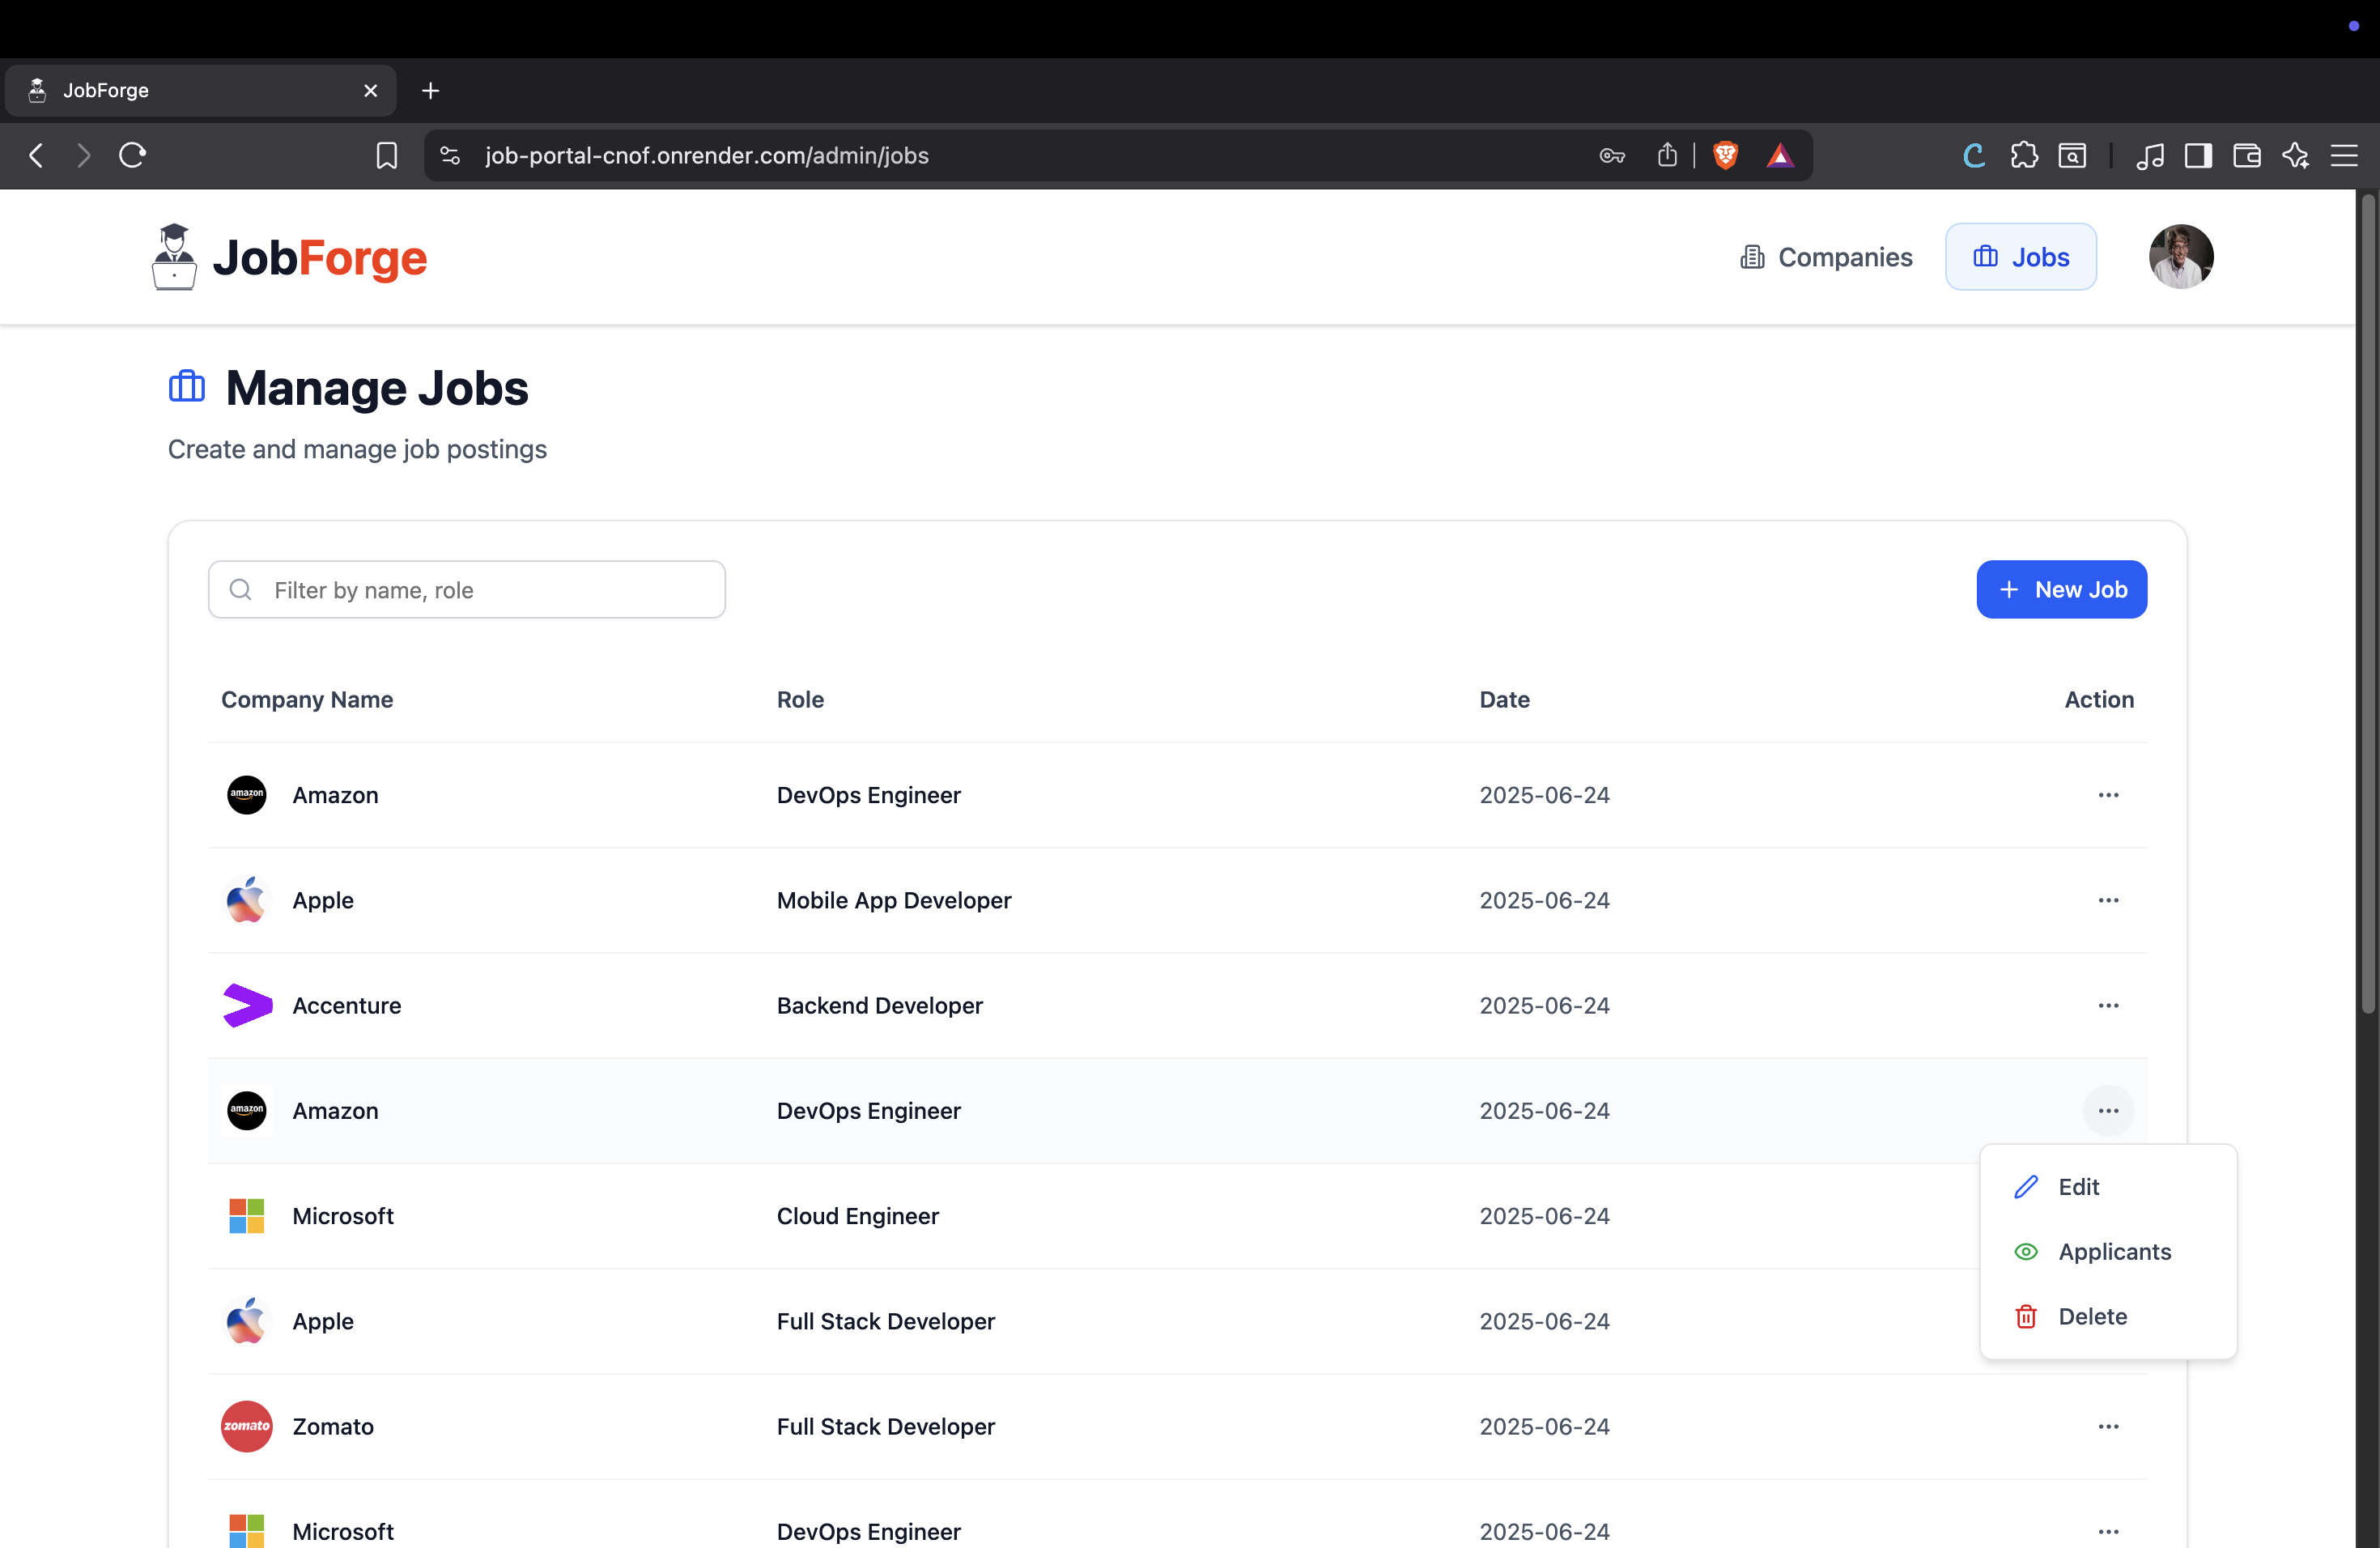 JobForge
job-portal-cnof.onrender.com/admin/jobs
JobForge
Companies
Jobs
Manage Jobs
Create and manage job postings
Filter by name, role
New Job
Company Name Role Date Action
amazon Amazon DevOps Engineer 2025-06-24
Apple Mobile App Developer 2025-06-24
Accenture Backend Developer 2025-06-24
amazon Amazon DevOps Engineer 2025-06-24
Edit
Microsoft Cloud Engineer 2025-06-24
Applicants
Delete
Apple Full Stack Developer 2025-06-24
zomato Zomato Full Stack Developer 2025-06-24
Microsoft DevOps Engineer 2025-06-24